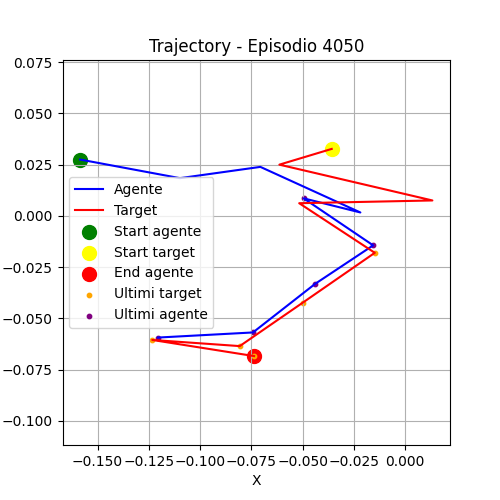 Trajectory - Episodio 4050
0.075
0.050
0.025
0.000
−0.025
−0.050
−0.075
−0.100
Agente
Target
Start agente
Start target
End agente
Ultimi target
Ultimi agente
−0.150 −0.125 −0.100 −0.075 −0.050 −0.025 0.000
X